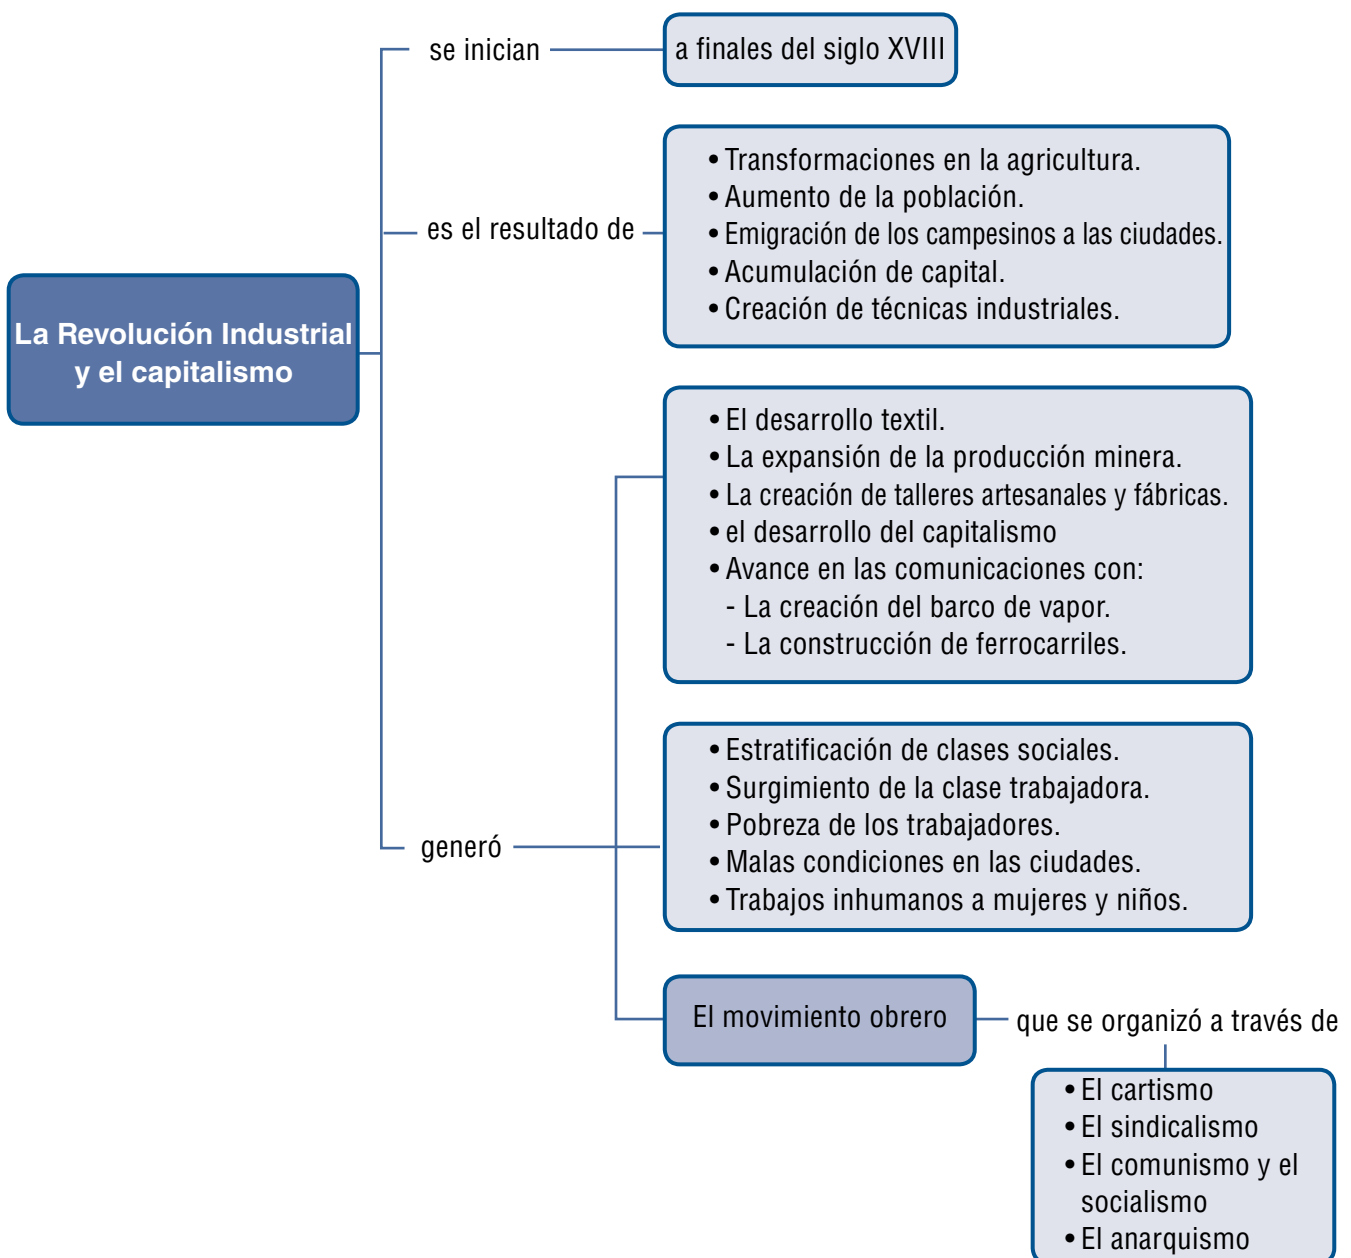 La Revolución Industrial
y el capitalismo
se inician
a finales del siglo XVIII
es el resultado de
• Transformaciones en la agricultura.
• Aumento de la población.
• Emigración de los campesinos a las ciudades.
• Acumulación de capital.
• Creación de técnicas industriales.
generó
• El desarrollo textil.
• La expansión de la producción minera.
• La creación de talleres artesanales y fábricas.
• el desarrollo del capitalismo
• Avance en las comunicaciones con:
- La creación del barco de vapor.
- La construcción de ferrocarriles.
• Estratificación de clases sociales.
• Surgimiento de la clase trabajadora.
• Pobreza de los trabajadores.
• Malas condiciones en las ciudades.
• Trabajos inhumanos a mujeres y niños.
El movimiento obrero
que se organizó a través de
• El cartismo
• El sindicalismo
• El comunismo y el
socialismo
• El anarquismo